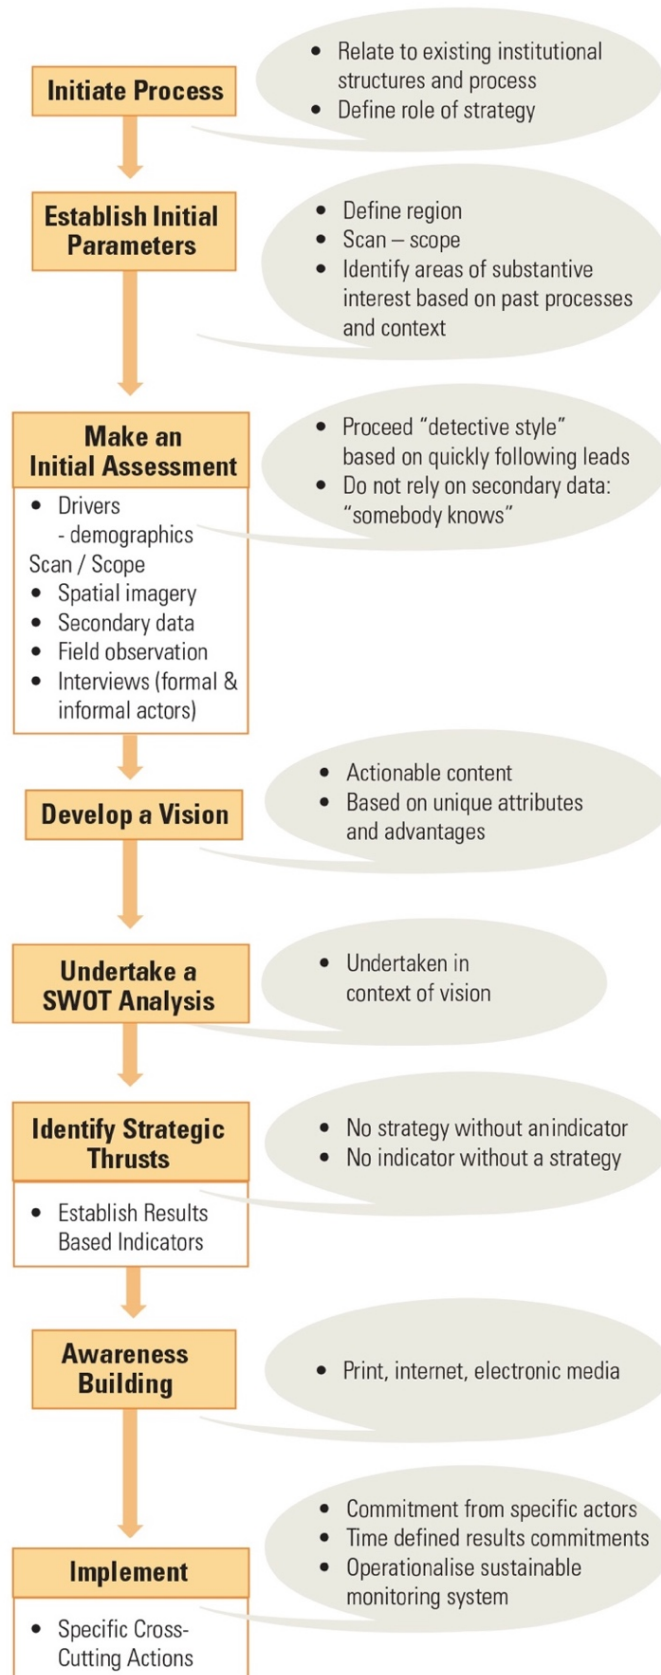 Initiate Process
• Relate to existing institutional
structures and process
• Define role of strategy
Establish Initial
Parameters
• Define region
• Scan – scope
• Identify areas of substantive
interest based on past processes
and context
Make an
Initial Assessment
• Drivers
- demographics
Scan / Scope
• Spatial imagery
• Secondary data
• Field observation
• Interviews (formal &
informal actors)
• Proceed “detective style”
based on quickly following leads
• Do not rely on secondary data:
“somebody knows”
Develop a Vision
• Actionable content
• Based on unique attributes
and advantages
Undertake a
SWOT Analysis
• Undertaken in
context of vision
Identify Strategic
Thrusts
• Establish Results
Based Indicators
• No strategy without anindicator
• No indicator without a strategy
Awareness
Building
• Print, internet, electronic media
Implement
• Specific Cross-
Cutting Actions
• Commitment from specific actors
• Time defined results commitments
• Operationalise sustainable
monitoring system